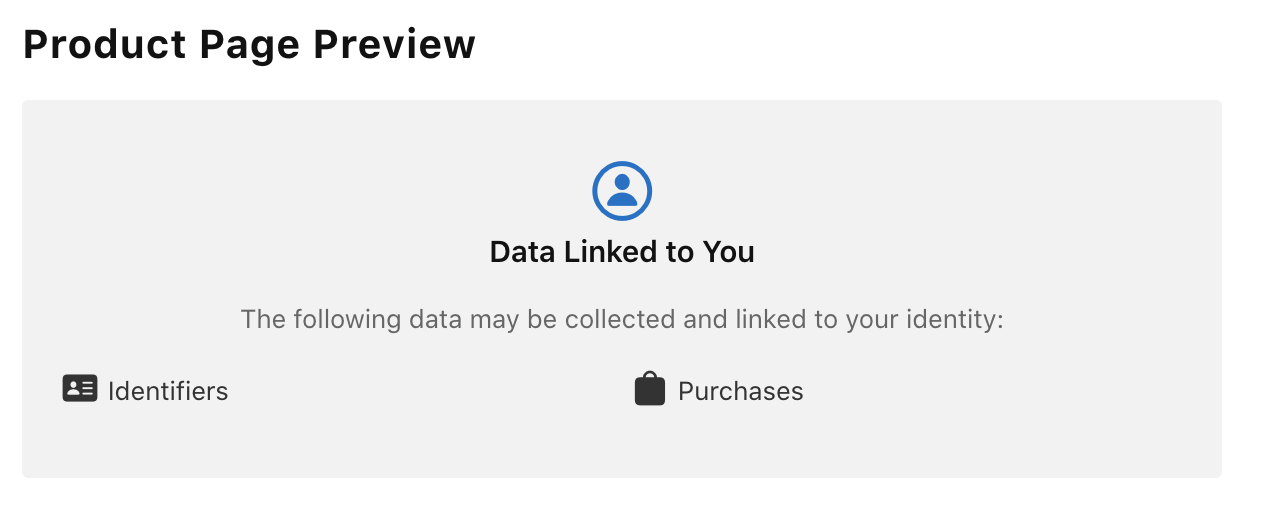 Product Page Preview
Data Linked to You
The following data may be collected and linked to your identity:
Identifiers
Purchases